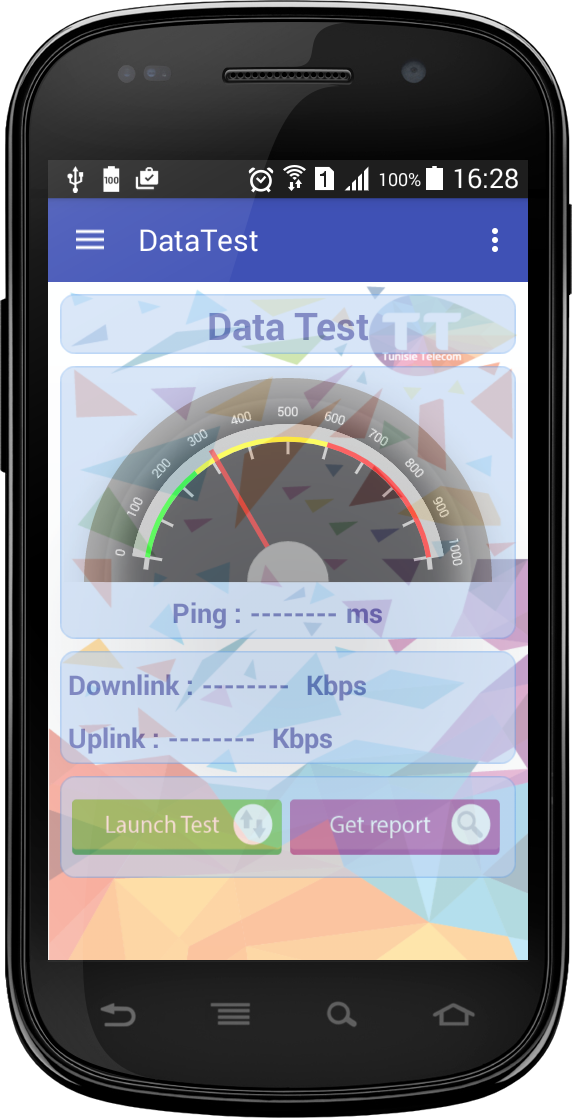 100 1 100% 16:28
DataTest
Data Test TT
Tunisie Telecom
0 100 200 300 400 500 600 700 800 900 1000
Ping : -------- ms
Downlink : -------- Kbps
Uplink : -------- Kbps
Launch Test Get report